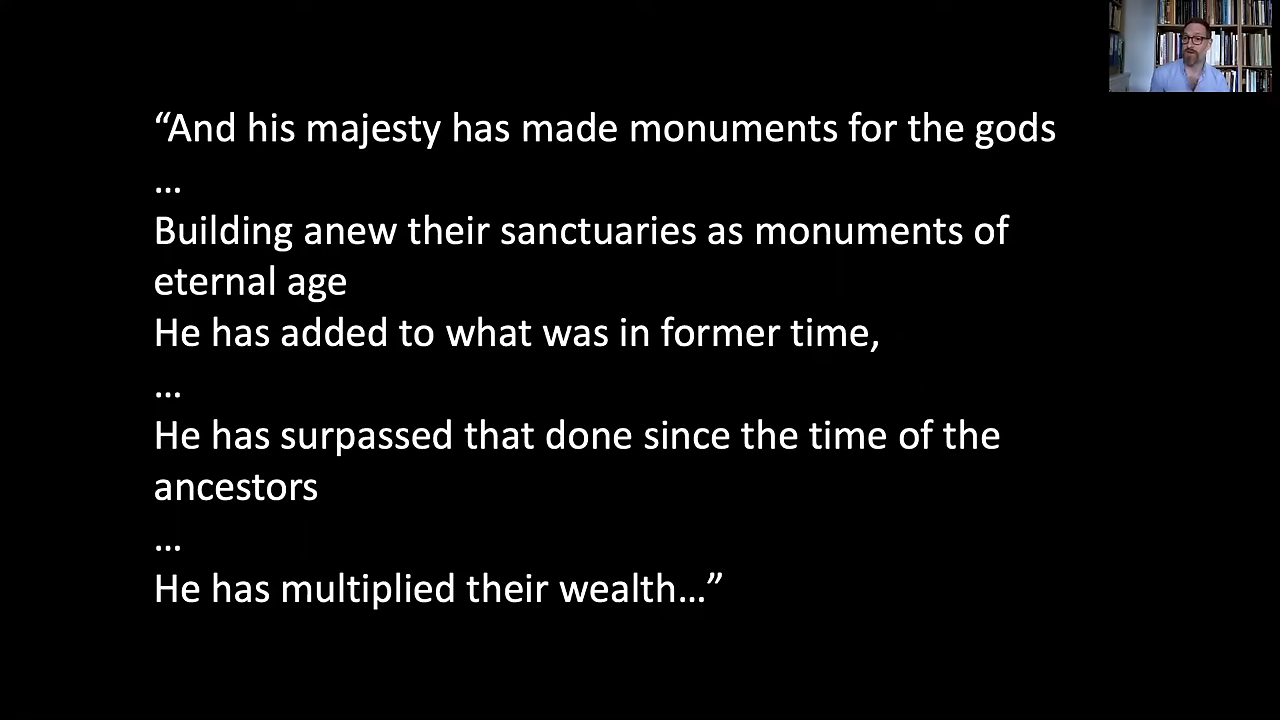 “And his majesty has made monuments for the gods
…
Building anew their sanctuaries as monuments of
eternal age
He has added to what was in former time,
…
He has surpassed that done since the time of the
ancestors
…
He has multiplied their wealth…”